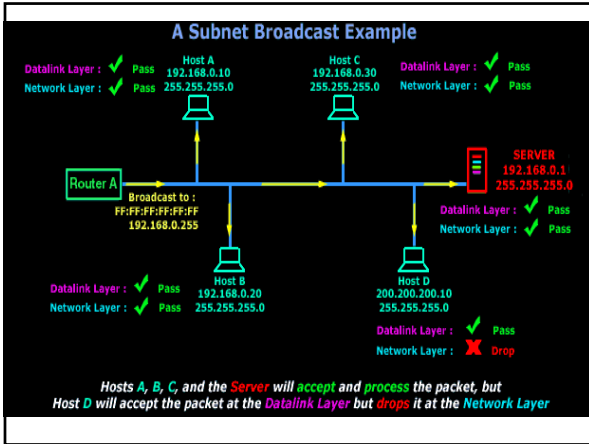 A Subnet Broadcast Example
Host A
192.168.0.10
255.255.255.0
Datalink Layer : Pass
Network Layer : Pass
Host C
192.168.0.30
255.255.255.0
Datalink Layer : Pass
Network Layer : Pass
Router A
Broadcast to :
FF:FF:FF:FF:FF:FF
192.168.0.255
SERVER
192.168.0.1
255.255.255.0
Datalink Layer : Pass
Network Layer : Pass
Host B
192.168.0.20
255.255.255.0
Datalink Layer : Pass
Network Layer : Pass
Host D
200.200.200.10
255.255.255.0
Datalink Layer : Pass
Network Layer : Drop
Hosts A, B, C, and the Server will accept and process the packet, but
Host D will accept the packet at the Datalink Layer but drops it at the Network Layer